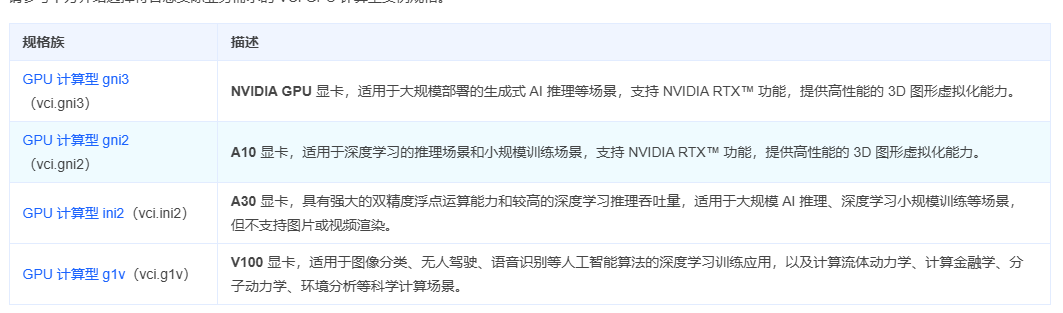 规格族
描述
GPU 计算型 gni3
（vci.gni3）
NVIDIA GPU 显卡，适用于大规模部署的生成式 AI 推理等场景，支持 NVIDIA RTX™ 功能，提供高性能的 3D 图形虚拟化能力。
GPU 计算型 gni2
（vci.gni2）
A10 显卡，适用于深度学习的推理场景和小规模训练场景，支持 NVIDIA RTX™ 功能，提供高性能的 3D 图形虚拟化能力。
GPU 计算型 ini2（vci.ini2）
A30 显卡，具有强大的双精度浮点运算能力和较高的深度学习推理吞吐量，适用于大规模 AI 推理、深度学习小规模训练等场景，
但不支持图片或视频渲染。
GPU 计算型 g1v（vci.g1v）
V100 显卡，适用于图像分类、无人驾驶、语音识别等人工智能算法的深度学习训练应用，以及计算流体动力学、计算金融学、分
子动力学、环境分析等科学计算场景。